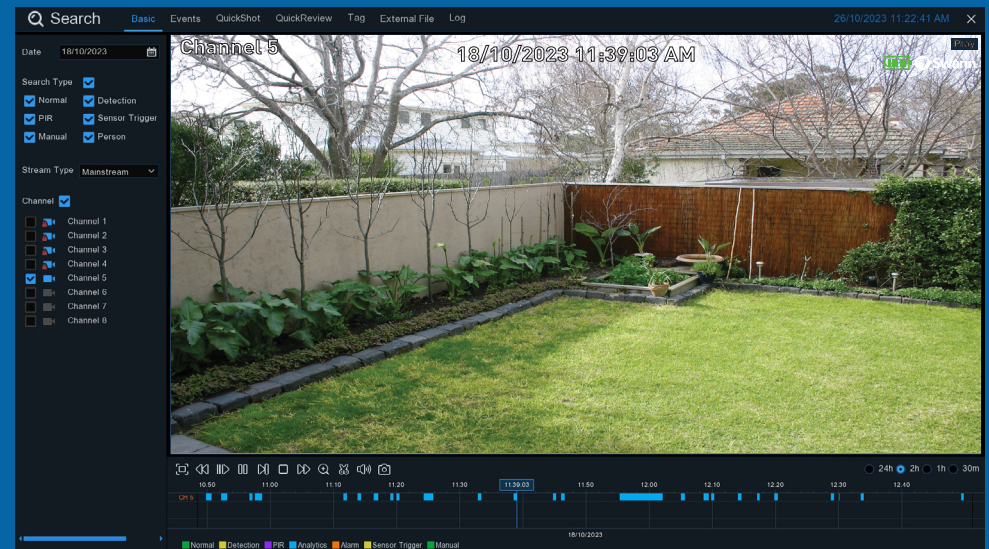 Search Basic Events QuickShot QuickReview Tag External File Log 26/10/2023 11:22:41 AM
Date 18/10/2023
Search Type
Normal Detection
PIR Sensor Trigger
Manual Person
Stream Type Mainstream
Channel
Channel 1
Channel 2
Channel 3
Channel 4
Channel 5
Channel 6
Channel 7
Channel 8
Channel 5 18/10/2023 11:39:03 AM
Play
Swann
24h 2h 1h 30m
10.50 11.00 11.10 11.20 11.30 11.39.03 11.50 12.00 12.10 12.20 12.30 12.40
CH 5
18/10/2023
Normal Detection PIR Analytics Alarm Sensor Trigger Manual